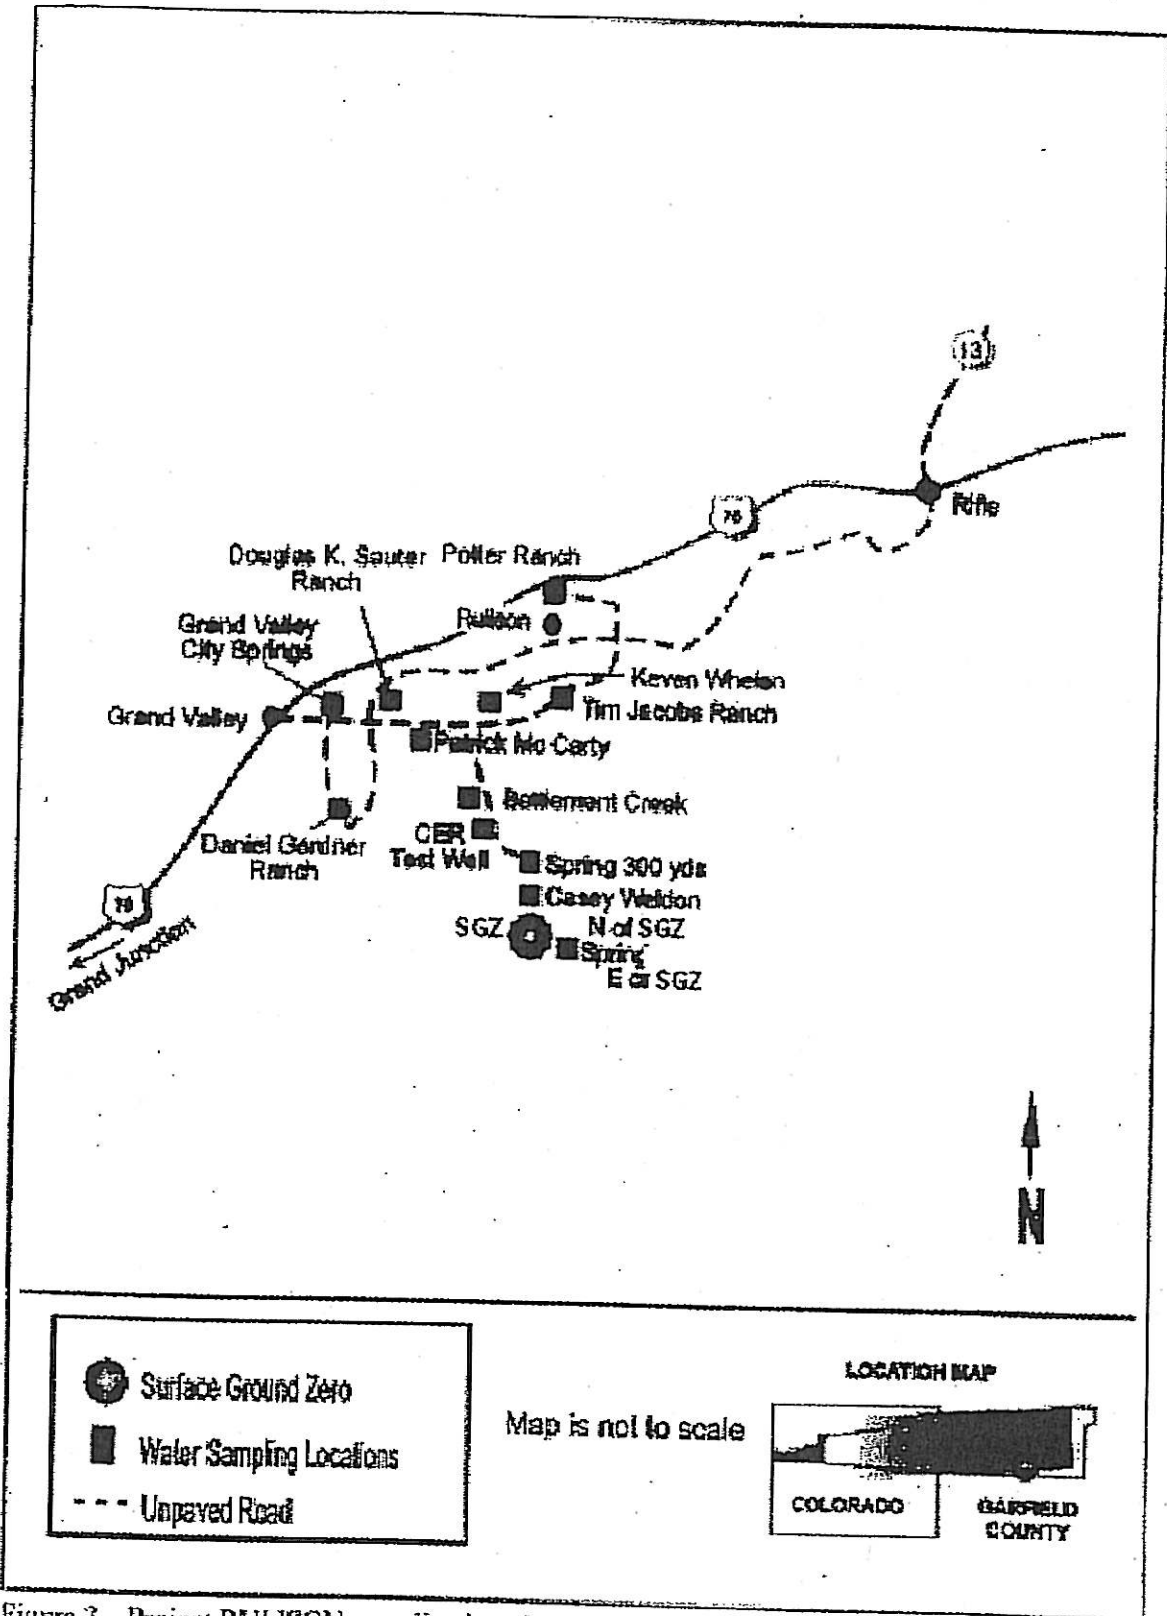 13
Rifle
70
Douglas K. Sauter
Ranch
Potter Ranch
Rulison
Grand Valley
City Springs
Keven Whelan
Grand Valley
Tim Jacobs Ranch
Patrick Mc Carty
Battlement Creek
Daniel Gardner
Ranch
CER
Test Well
Spring 300 yds
Casey Weldon
70
SGZ
N of SGZ
Spring
E of SGZ
Grand Junction
N
Surface Ground Zero
Water Sampling Locations
Unpaved Road
Map is not to scale
LOCATION MAP
COLORADO
GARFIELD
COUNTY
Project RULISON